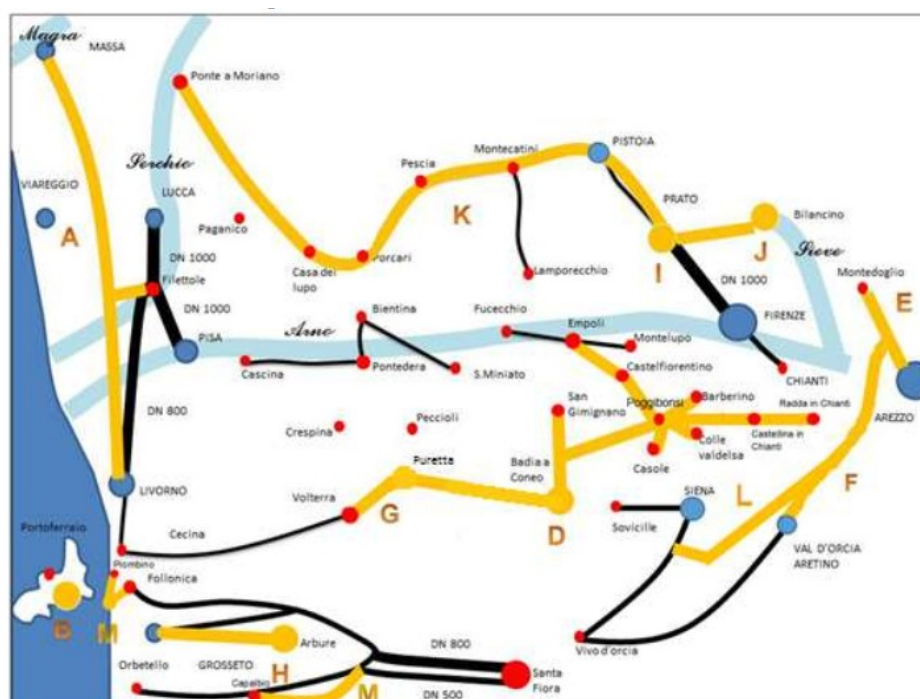 Magra
MASSA
Ponte a Moriano
Serchio
LUCCA
VIAREGGIO
A
Paganico
DN 1000
Filettole
DN 1000
PISA
Casa del
lupo
Porcari
Pescia
Montecatini
K
PISTOIA
PRATO
I
J
Bilancino
Sieve
Lamporecchio
DN 1000
FIRENZE
Montedoglio
E
AREZZO
CHIANTI
Arno
Bientina
Cascina
Pontedera
S.Miniato
Fucecchio
Empoli
Montelupo
Castelfiorentino
DN 800
Crespina
Peccioli
San
Gimignano
Poggibonsi
Barberino
Radda in Chianti
Castellina in
Chianti
Colle
valdelsa
Casole
Badia a
Coneo
Puretta
Volterra
G
D
LIVORNO
Cecina
Portoferraio
B
Piombino
Follonica
M
SIENA
Sovicille
L
F
VAL D'ORCIA
ARETINO
Vivo d'orcia
Arbure
H
GROSSETO
Orbetello
Capalbio
M
DN 800
DN 500
Santa
Fiora